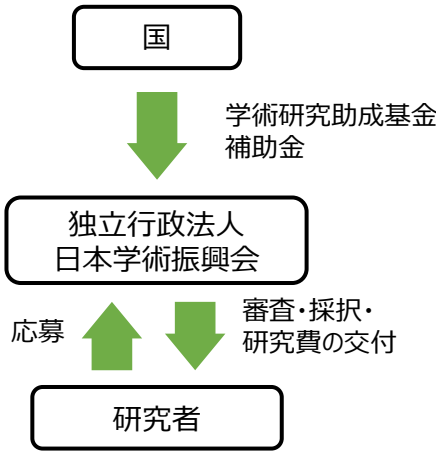 国
学術研究助成基金
補助金
独立行政法人
日本学術振興会
応募
審査・採択・
研究費の交付
研究者